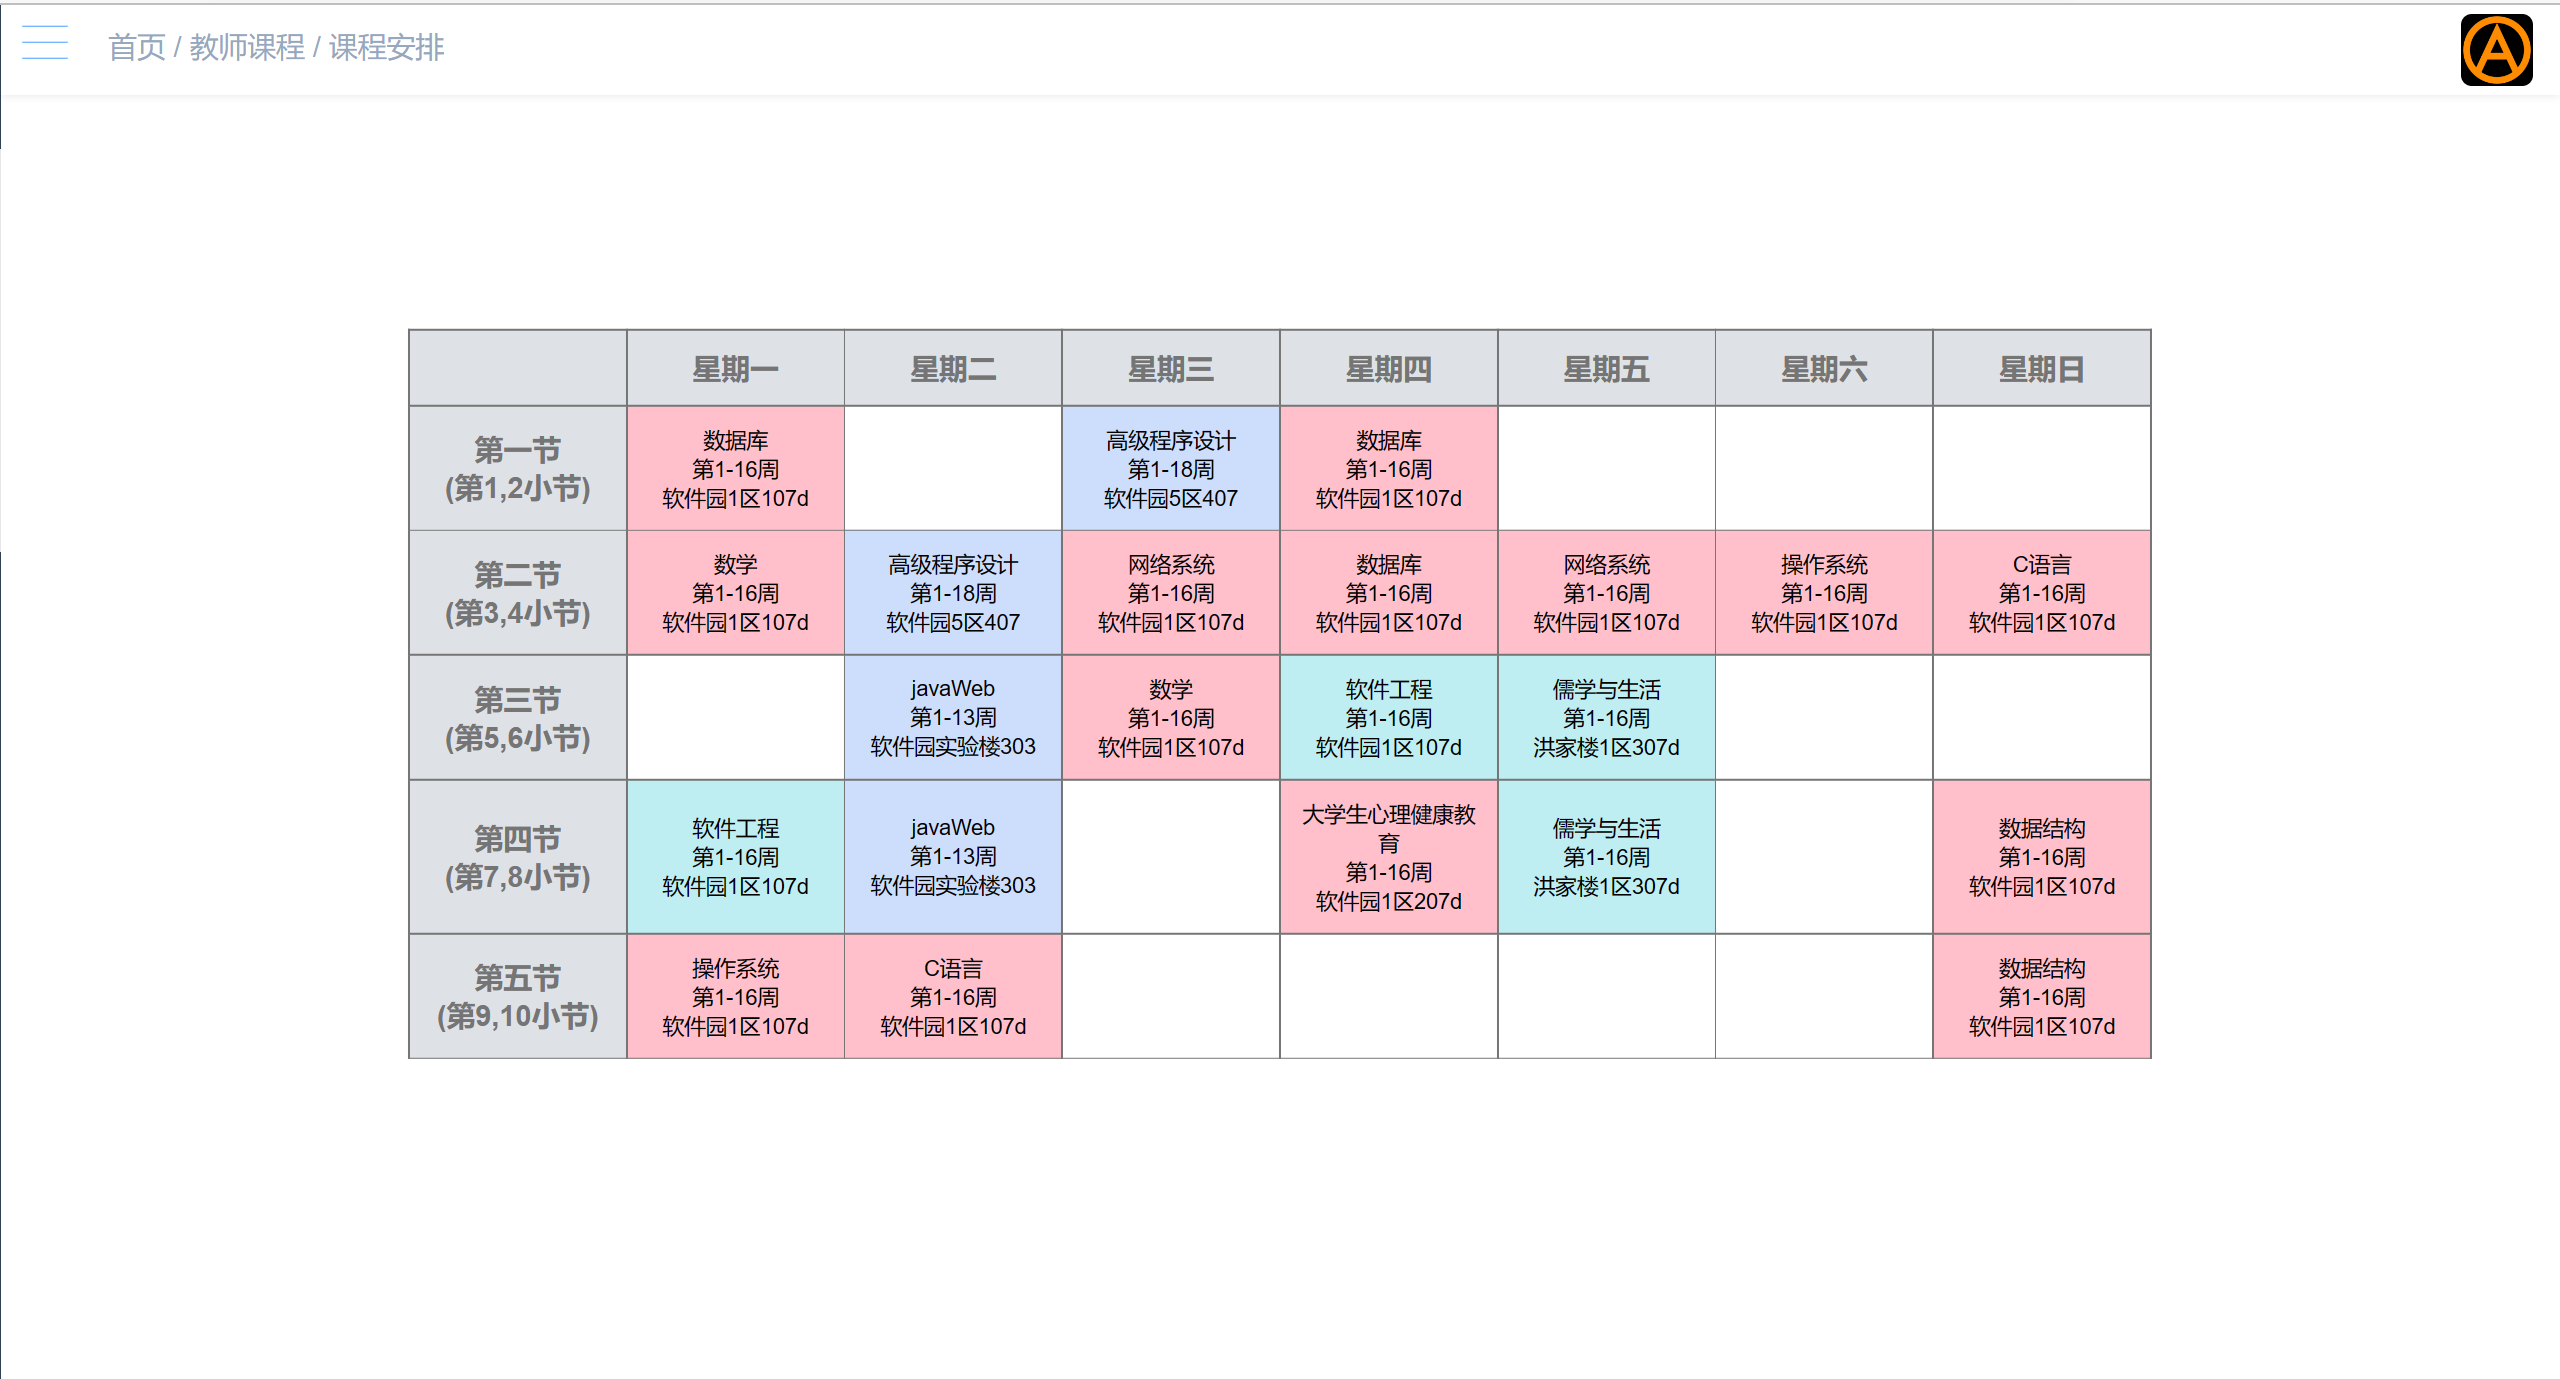 首页 / 教师课程 / 课程安排
星期一 星期二 星期三 星期四 星期五 星期六 星期日
第一节
(第1,2小节)
数据库
第1-16周
软件园1区107d
高级程序设计
第1-18周
软件园5区407
数据库
第1-16周
软件园1区107d
第二节
(第3,4小节)
数学
第1-16周
软件园1区107d
高级程序设计
第1-18周
软件园5区407
网络系统
第1-16周
软件园1区107d
数据库
第1-16周
软件园1区107d
网络系统
第1-16周
软件园1区107d
操作系统
第1-16周
软件园1区107d
C语言
第1-16周
软件园1区107d
第三节
(第5,6小节)
javaWeb
第1-13周
软件园实验楼303
数学
第1-16周
软件园1区107d
软件工程
第1-16周
软件园1区107d
儒学与生活
第1-16周
洪家楼1区307d
第四节
(第7,8小节)
软件工程
第1-16周
软件园1区107d
javaWeb
第1-13周
软件园实验楼303
大学生心理健康教
育
第1-16周
软件园1区207d
儒学与生活
第1-16周
洪家楼1区307d
数据结构
第1-16周
软件园1区107d
第五节
(第9,10小节)
操作系统
第1-16周
软件园1区107d
C语言
第1-16周
软件园1区107d
数据结构
第1-16周
软件园1区107d